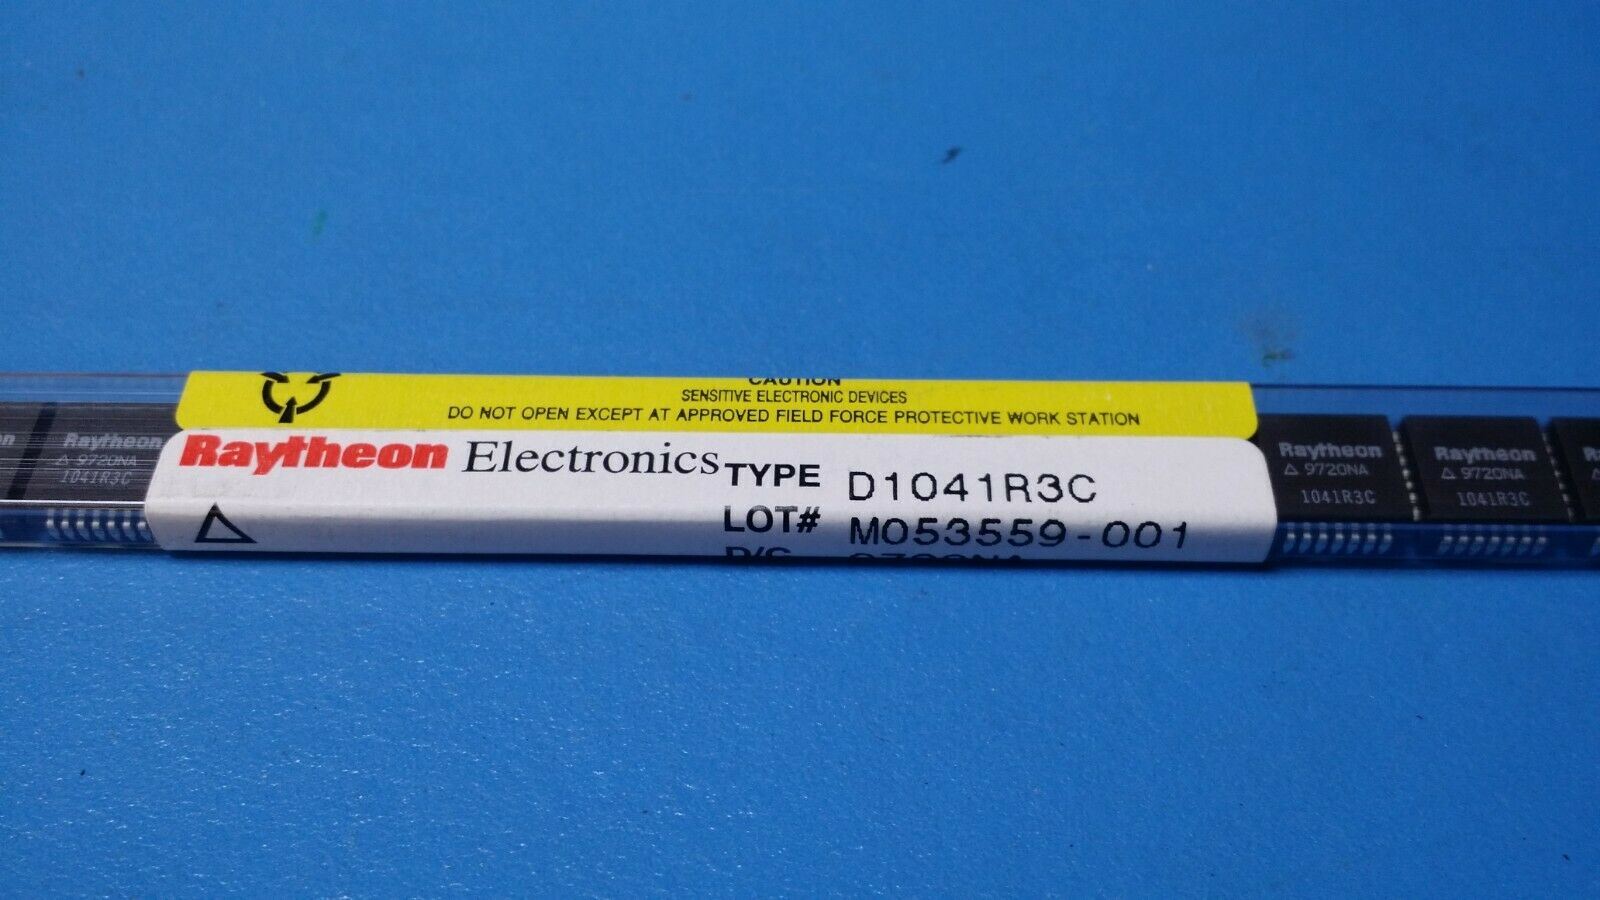 CAUTION
SENSITIVE ELECTRONIC DEVICES
DO NOT OPEN EXCEPT AT APPROVED FIELD FORCE PROTECTIVE WORK STATION
Raytheon Electronics
TYPE D1041R3C
LOT# M053559-001
D/C
Raytheon
△ 9720NA
1041R3C
Raytheon
△ 9720NA
1041R3C
Raytheon
△ 9720NA
1041R3C